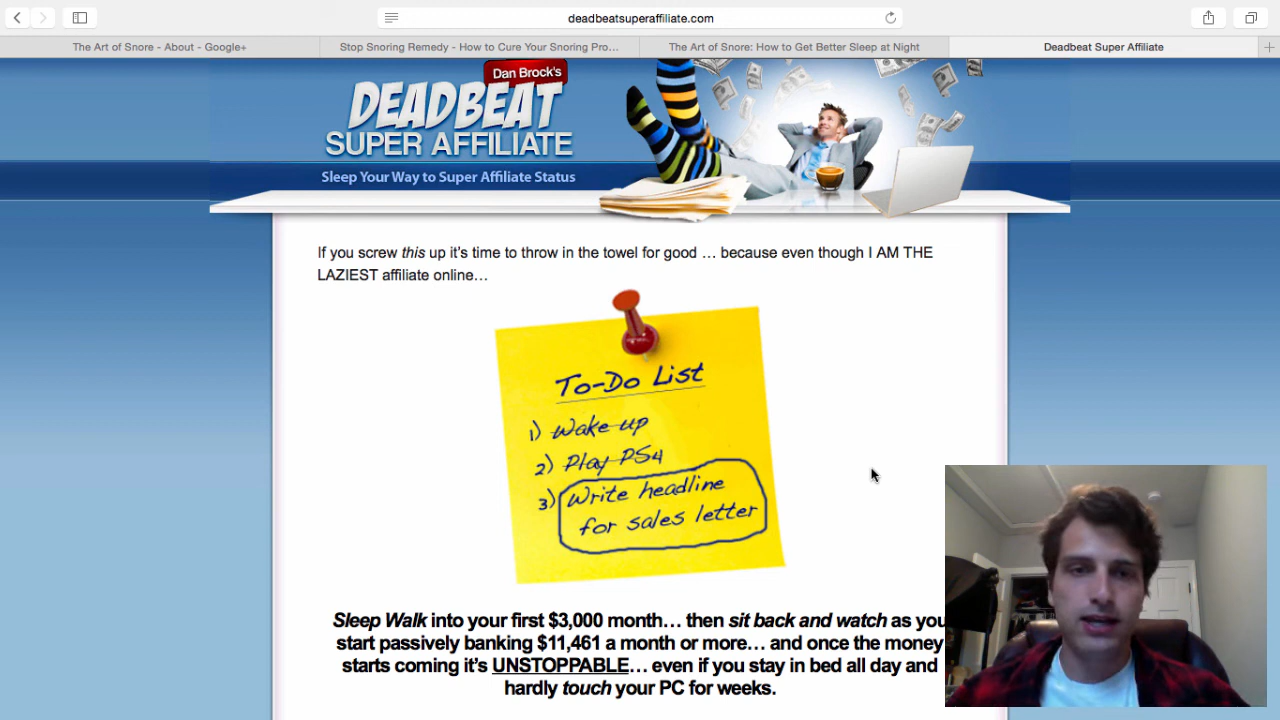 deadbeatsuperaffiliate.com
The Art of Snore - About - Google+
Stop Snoring Remedy - How to Cure Your Snoring Pro…
The Art of Snore: How to Get Better Sleep at Night
Deadbeat Super Affiliate
Dan Brock's
DEADBEAT
SUPER AFFILIATE
Sleep Your Way to Super Affiliate Status
If you screw this up it’s time to throw in the towel for good … because even though I AM THE
LAZIEST affiliate online…
To-Do List
1) Wake up
2) Play PS4
3) Write headline
for sales letter
Sleep Walk into your first $3,000 month… then sit back and watch as you
start passively banking $11,461 a month or more… and once the money
starts coming it’s UNSTOPPABLE… even if you stay in bed all day and
hardly touch your PC for weeks.